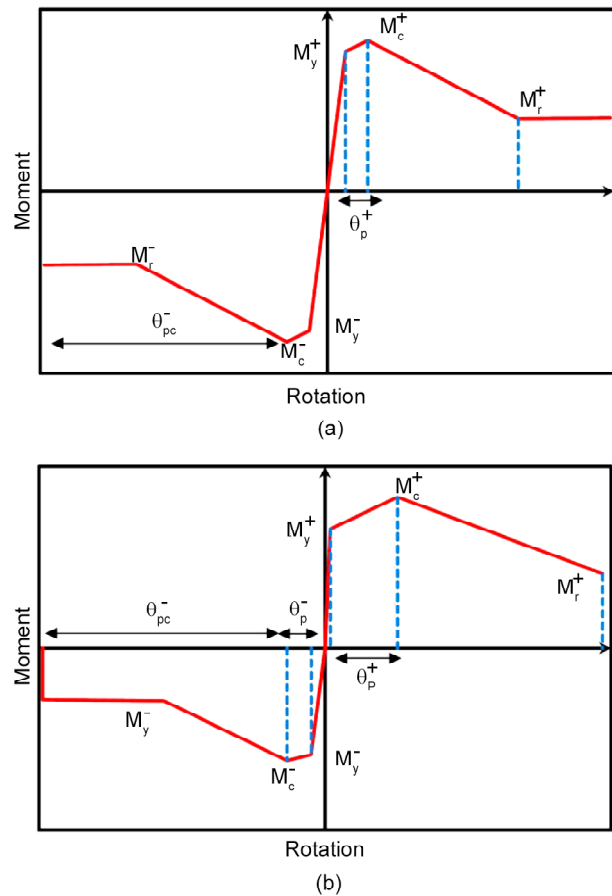 M_c^+
M_y^+
M_r^+
Moment
θ_p^+
M_r^-
θ_pc^-
M_y^-
M_c^-
Rotation
(a)
M_c^+
M_y^+
M_r^+
θ_pc^- θ_p^-
Moment
θ_P^+
M_y^-
M_y^-
M_c^-
Rotation
(b)